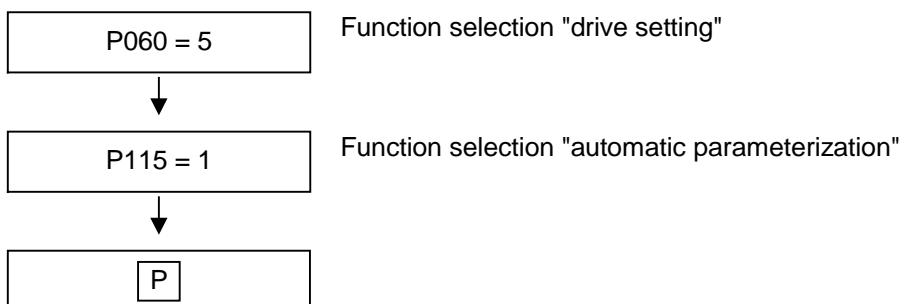 P060 = 5 Function selection "drive setting"
P115 = 1 Function selection "automatic parameterization"
P